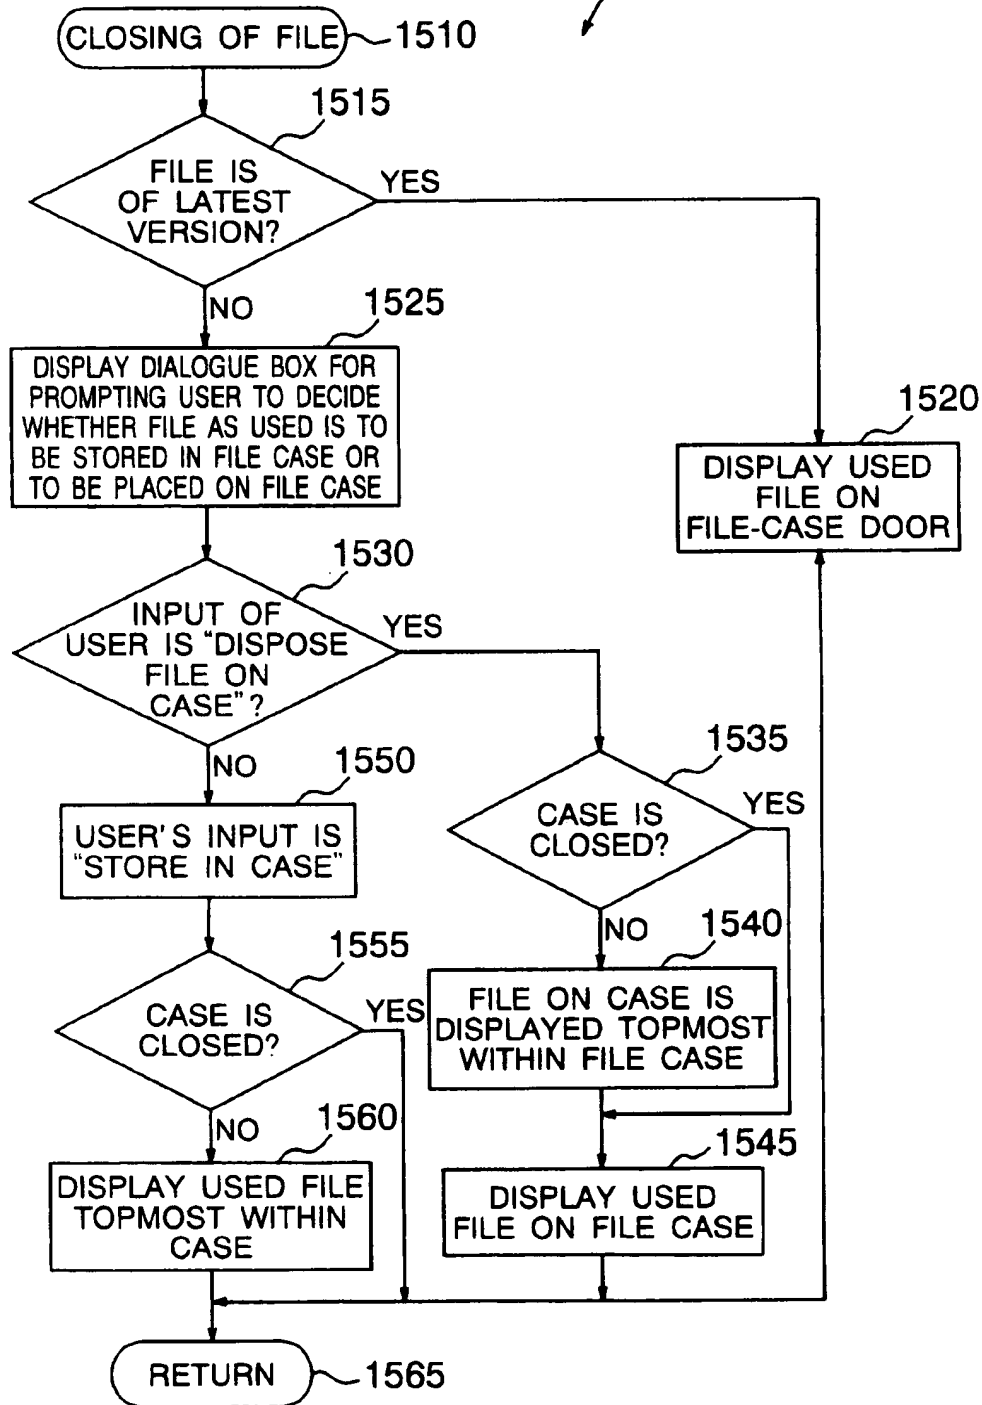 CLOSING OF FILE
1510
1515
FILE IS
OF LATEST
VERSION?
YES
NO
1525
DISPLAY DIALOGUE BOX FOR
PROMPTING USER TO DECIDE
WHETHER FILE AS USED IS TO
BE STORED IN FILE CASE OR
TO BE PLACED ON FILE CASE
1520
DISPLAY USED
FILE ON
FILE-CASE DOOR
1530
INPUT OF
USER IS "DISPOSE
FILE ON
CASE"?
YES
NO
1535
CASE IS
CLOSED?
YES
NO
1550
USER'S INPUT IS
"STORE IN CASE"
1540
FILE ON CASE IS
DISPLAYED TOPMOST
WITHIN FILE CASE
1555
CASE IS
CLOSED?
YES
NO
1560
DISPLAY USED FILE
TOPMOST WITHIN
CASE
1545
DISPLAY USED
FILE ON FILE CASE
RETURN
1565